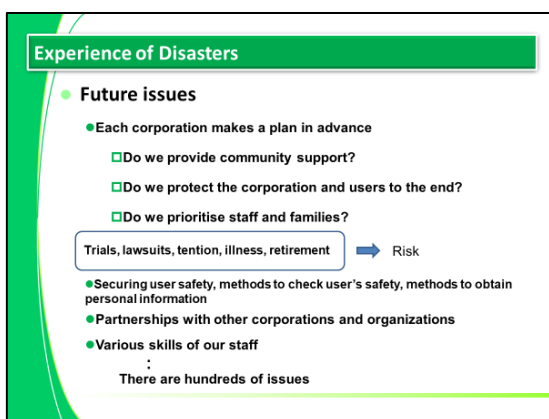 Experience of Disasters
Future issues
Each corporation makes a plan in advance
Do we provide community support?
Do we protect the corporation and users to the end?
Do we prioritise staff and families?
Trials, lawsuits, tention, illness, retirement
Risk
Securing user safety, methods to check user's safety, methods to obtain
personal information
Partnerships with other corporations and organizations
Various skills of our staff
:
There are hundreds of issues